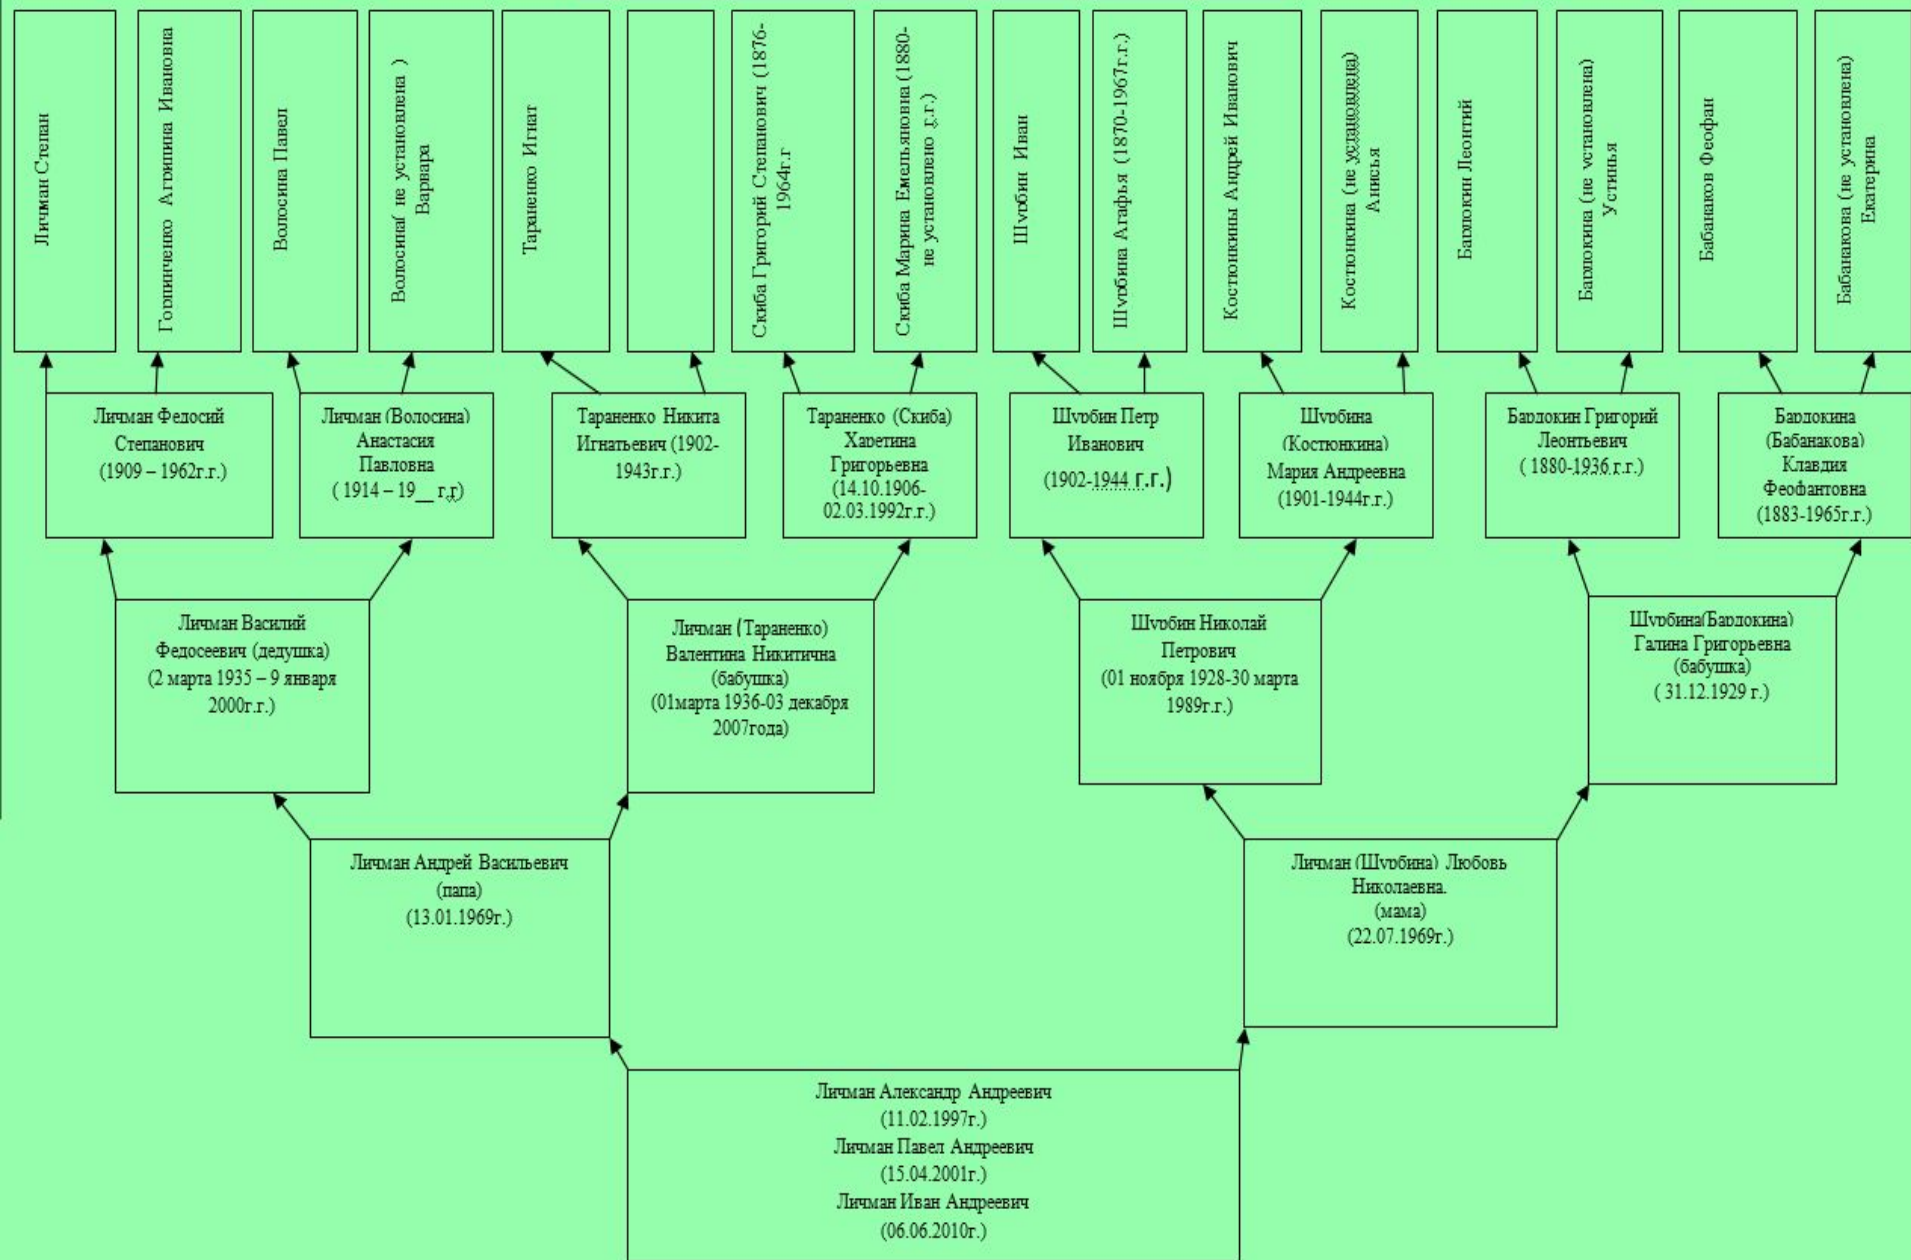 Личман Степан
Горпиченко Агрипина Ивановна
Волосина Павел
Волосина( не установлена )
Варвара
Тараненко Игнат
Скиба Григорий Степанович (1876-
1964г.г
Скиба Марина Емельяновна (1880-
не установлено г.г.)
Шурбин Иван
Шурбина Агафья (1870-1967г.г.)
Костюнкины Андрей Иванович
Костюнкина (не установлена)
Анисья
Бардокин Леонтий
Бардокина (не установлена)
Устинья
Бабанаков Феофан
Бабанакова (не установлена)
Екатерина
Личман Федосий
Степанович
(1909 – 1962г.г.)
Личман (Волосина)
Анастасия
Павловна
( 1914 – 19__ г.г)
Тараненко Никита
Игнатьевич (1902-
1943г.г.)
Тараненко (Скиба)
Харетина
Григорьевна
(14.10.1906-
02.03.1992г.г.)
Шурбин Петр
Иванович
(1902-1944 г.г.)
Шурбина
(Костюнкина)
Мария Андреевна
(1901-1944г.г.)
Бардокин Григорий
Леонтьевич
( 1880-1936 г.г.)
Бардокина
(Бабанакова)
Клавдия
Феофантовна
(1883-1965г.г.)
Личман Василий
Федосеевич (дедушка)
(2 марта 1935 – 9 января
2000г.г.)
Личман (Тараненко)
Валентина Никитична
(бабушка)
(01марта 1936-03 декабря
2007года)
Шурбин Николай
Петрович
(01 ноября 1928-30 марта
1989г.г.)
Шурбина(Бардокина)
Галина Григорьевна
(бабушка)
( 31.12.1929 г.)
Личман Андрей Васильевич
(папа)
(13.01.1969г.)
Личман (Шурбина) Любовь
Николаевна.
(мама)
(22.07.1969г.)
Личман Александр Андреевич
(11.02.1997г.)
Личман Павел Андреевич
(15.04.2001г.)
Личман Иван Андреевич
(06.06.2010г.)